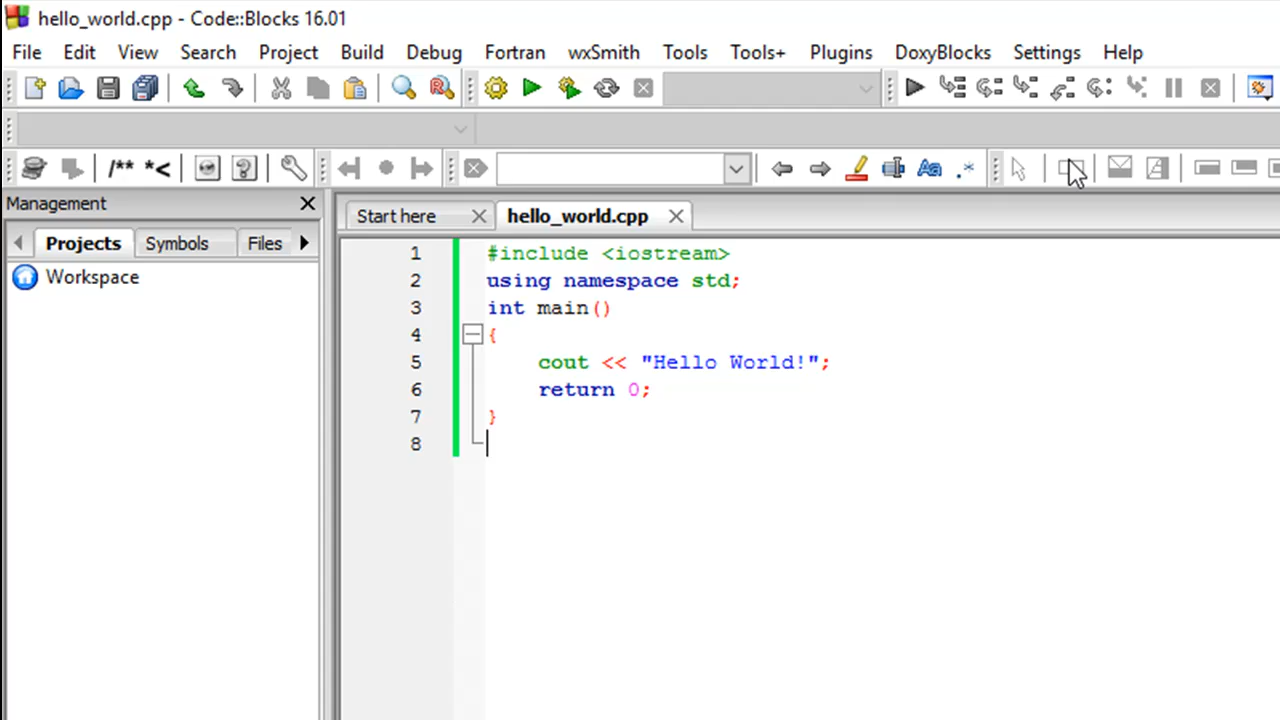 hello_world.cpp - Code::Blocks 16.01
File Edit View Search Project Build Debug Fortran wxSmith Tools Tools+ Plugins DoxyBlocks Settings Help
/** *<
Aa .*
Management
Start here hello_world.cpp
Projects Symbols Files
Workspace
1 #include <iostream>
2 using namespace std;
3 int main()
4 {
5 cout << "Hello World!";
6 return 0;
7 }
8